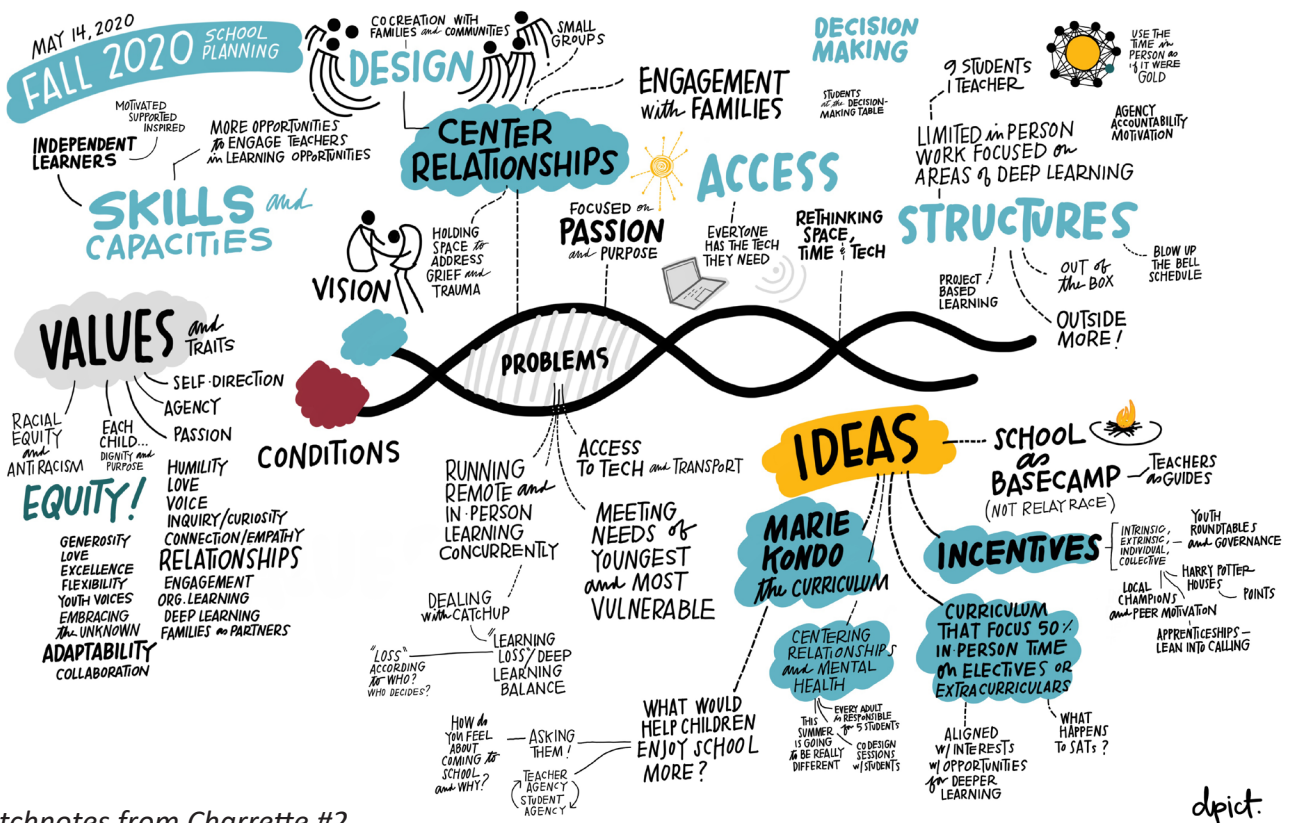 MAY 14, 2020
FALL 2020
SCHOOL
PLANNING
MOTIVATED
SUPPORTED
INSPIRED
INDEPENDENT
LEARNERS
MORE OPPORTUNITIES
to ENGAGE TEACHERS
in LEARNING OPPORTUNITIES
SKILLS and
CAPACITIES
CO CREATION WITH
FAMILIES and COMMUNITIES
DESIGN
SMALL
GROUPS
CENTER
RELATIONSHIPS
ENGAGEMENT
with FAMILIES
HOLDING
SPACE to
ADDRESS
GRIEF and
TRAUMA
VISION
FOCUSED on
PASSION
and PURPOSE
DECISION
MAKING
STUDENTS
at the DECISION-
MAKING TABLE
ACCESS
EVERYONE
HAS THE TECH
THEY NEED
RETHINKING
SPACE,
TIME & TECH
9 STUDENTS
1 TEACHER
USE THE
TIME in
PERSON as
if IT WERE
GOLD
AGENCY
ACCOUNTABILITY
MOTIVATION
LIMITED in PERSON
WORK FOCUSED on
AREAS of DEEP LEARNING
STRUCTURES
PROJECT
BASED
LEARNING
OUT of
the BOX
BLOW UP
THE BELL
SCHEDULE
OUTSIDE
MORE!
VALUES and
TRAITS
SELF-DIRECTION
AGENCY
PASSION
RACIAL
EQUITY
and
ANTIRACISM
EACH
CHILD...
DIGNITY and
PURPOSE
EQUITY!
HUMILITY
LOVE
VOICE
INQUIRY/CURIOSITY
CONNECTION/EMPATHY
RELATIONSHIPS
ENGAGEMENT
ORG. LEARNING
DEEP LEARNING
FAMILIES as PARTNERS
GENEROSITY
LOVE
EXCELLENCE
FLEXIBILITY
YOUTH VOICES
EMBRACING
the UNKNOWN
ADAPTABILITY
COLLABORATION
CONDITIONS
PROBLEMS
RUNNING
REMOTE and
IN-PERSON
LEARNING
CONCURRENTLY
ACCESS
TO TECH and TRANSPORT
MEETING
NEEDS of
YOUNGEST
and MOST
VULNERABLE
DEALING
with CATCHUP
"LEARNING
LOSS"/DEEP
LEARNING
BALANCE
"LOSS"
ACCORDING
to WHO?
WHO DECIDES?
IDEAS
SCHOOL
as
BASECAMP
(NOT RELAY RACE)
TEACHERS
as GUIDES
MARIE
KONDO
the CURRICULUM
WHAT WOULD
HELP CHILDREN
ENJOY SCHOOL
MORE?
ASKING
THEM!
HOW do
YOU FEEL
ABOUT
COMING to
SCHOOL
and WHY?
TEACHER
AGENCY
STUDENT
AGENCY
CENTERING
RELATIONSHIPS
and MENTAL
HEALTH
THIS
SUMMER
IS GOING
to BE REALLY
DIFFERENT
EVERY ADULT
is RESPONSIBLE
for 5 STUDENTS
CODESIGN
SESSIONS
w/STUDENTS
INCENTIVES
INTRINSIC,
EXTRINSIC,
INDIVIDUAL,
COLLECTIVE
YOUTH
ROUNDTABLES
and GOVERNANCE
HARRY POTTER
HOUSES
POINTS
LOCAL
CHAMPIONS
and PEER MOTIVATION
APPRENTICESHIPS –
LEAN INTO CALLING
CURRICULUM
THAT FOCUS 50%
IN-PERSON TIME
on ELECTIVES OR
EXTRACURRICULARS
ALIGNED
W/ INTERESTS
W/ OPPORTUNITIES
for DEEPER
LEARNING
WHAT
HAPPENS
TO SATs?
tchnotes from Charrette #2
dpict.